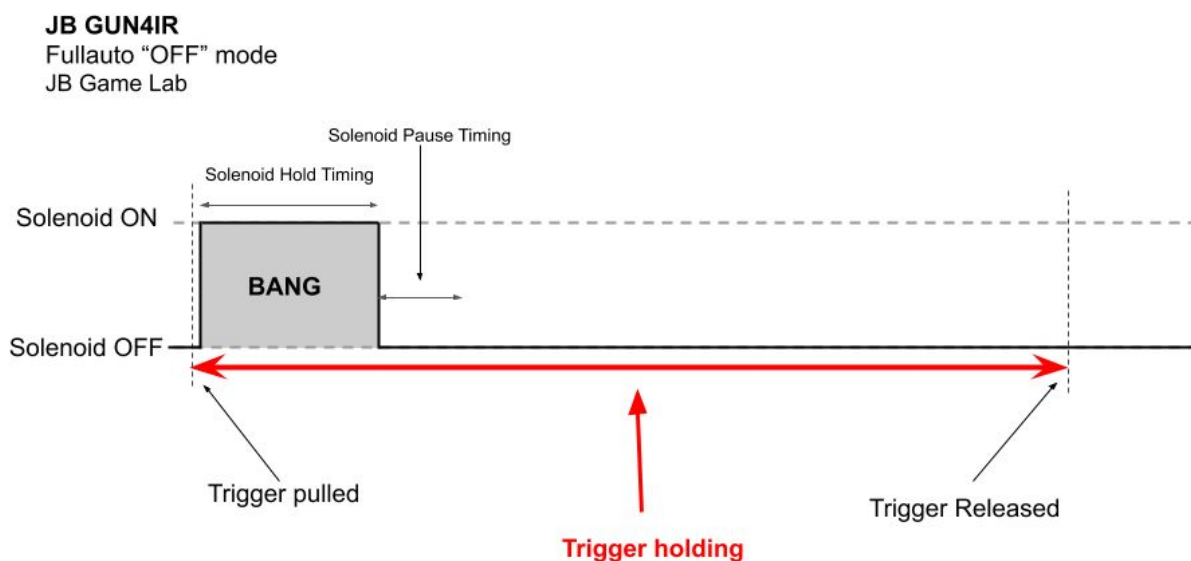 JB GUN4IR
Fullauto “OFF” mode
JB Game Lab
Solenoid Pause Timing
Solenoid Hold Timing
Solenoid ON
BANG
Solenoid OFF
Trigger pulled
Trigger Released
Trigger holding